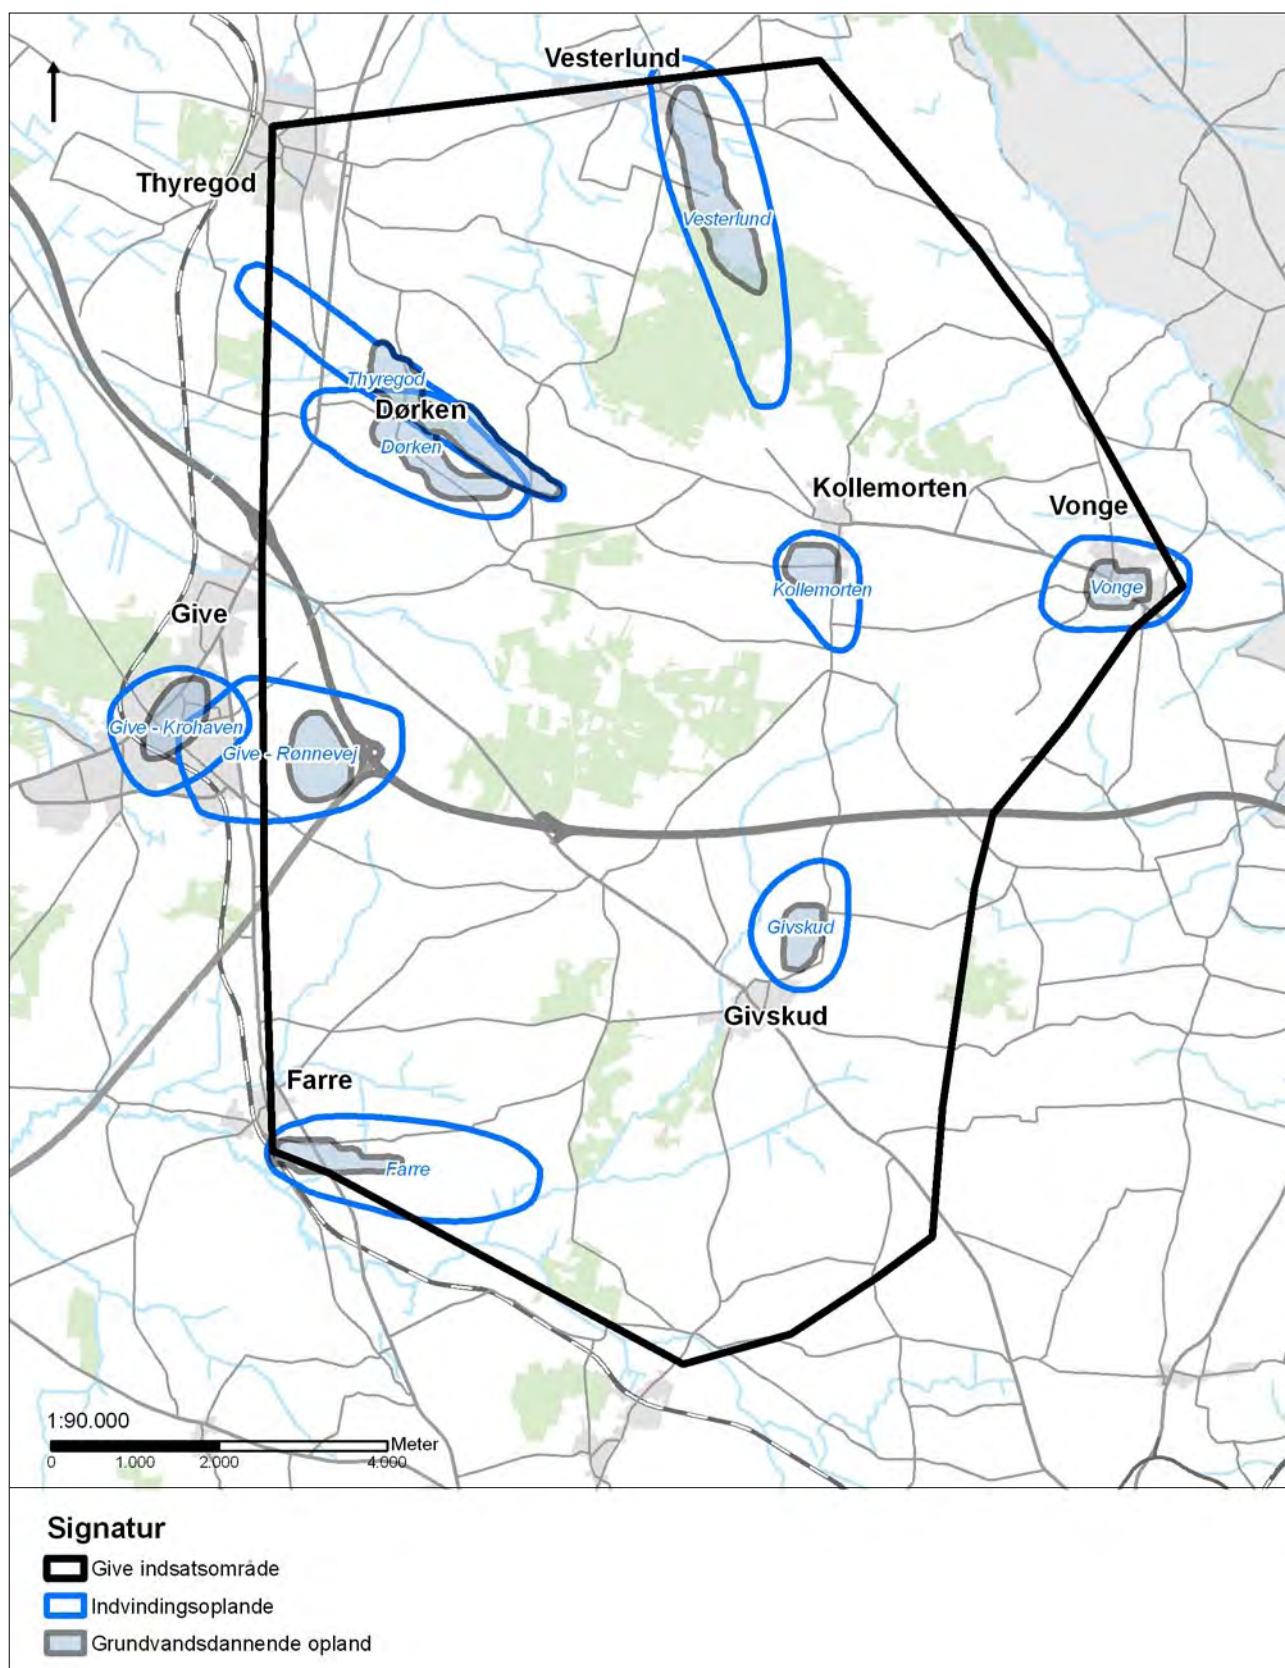 Vesterlund
Thyregod
Vesterlund
Thyregod
Dørken
Dørken
Kollemorten
Vonge
Kollemorten
Vonge
Give
Give - Krohaven
Give - Rønnevej
Givskud
Givskud
Farre
Farre
1:90.000
Meter
0 1.000 2.000 4.000
Signatur
Give indsatsområde
Indvindingsoplande
Grundvandsdannende opland